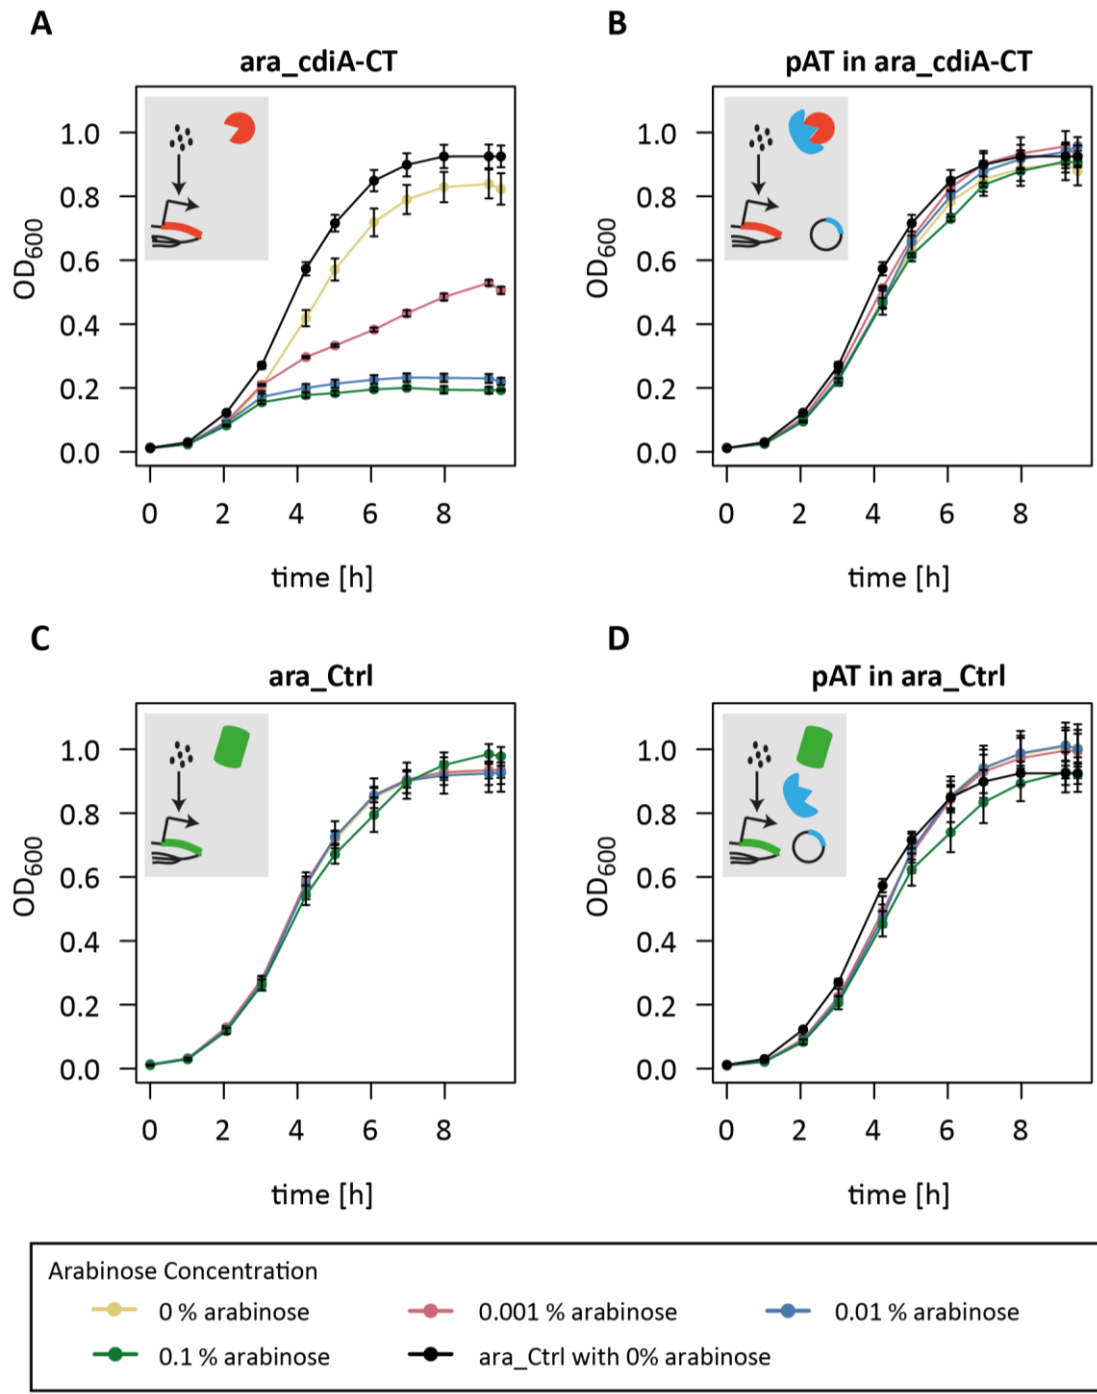 A
ara_cdiA-CT
OD600
1.0
0.8
0.6
0.4
0.2
0.0
0 2 4 6 8
time [h]
B
pAT in ara_cdiA-CT
OD600
1.0
0.8
0.6
0.4
0.2
0.0
0 2 4 6 8
time [h]
C
ara_Ctrl
OD600
1.0
0.8
0.6
0.4
0.2
0.0
0 2 4 6 8
time [h]
D
pAT in ara_Ctrl
OD600
1.0
0.8
0.6
0.4
0.2
0.0
0 2 4 6 8
time [h]
Arabinose Concentration
0 % arabinose 0.001 % arabinose 0.01 % arabinose
0.1 % arabinose ara_Ctrl with 0% arabinose